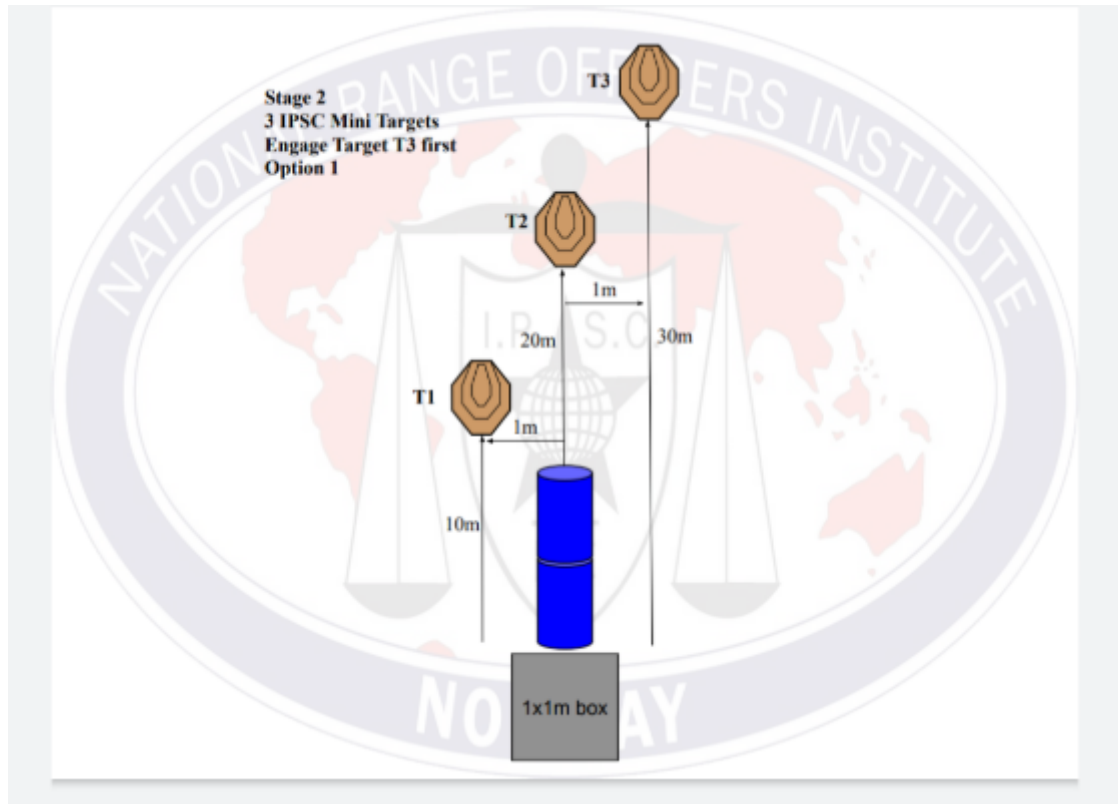 NATIONAL RANGE OFFICERS INSTITUTE
Stage 2
3 IPSC Mini Targets
Engage Target T3 first
Option 1
T3
T2
1m
I.P.S.C.
20m
30m
T1
1m
10m
1x1m box
NORWAY